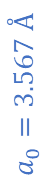 a₀ = 3.567 Å